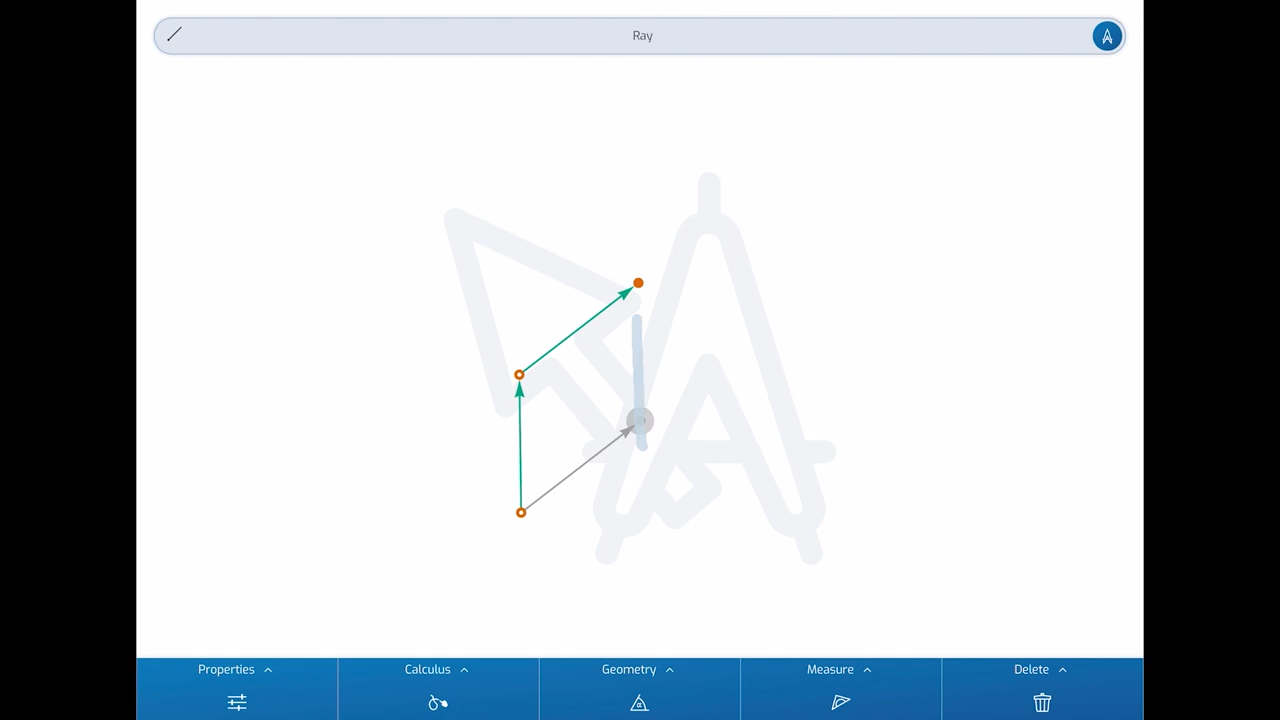 Ray
Properties
Calculus
Geometry
Measure
Delete